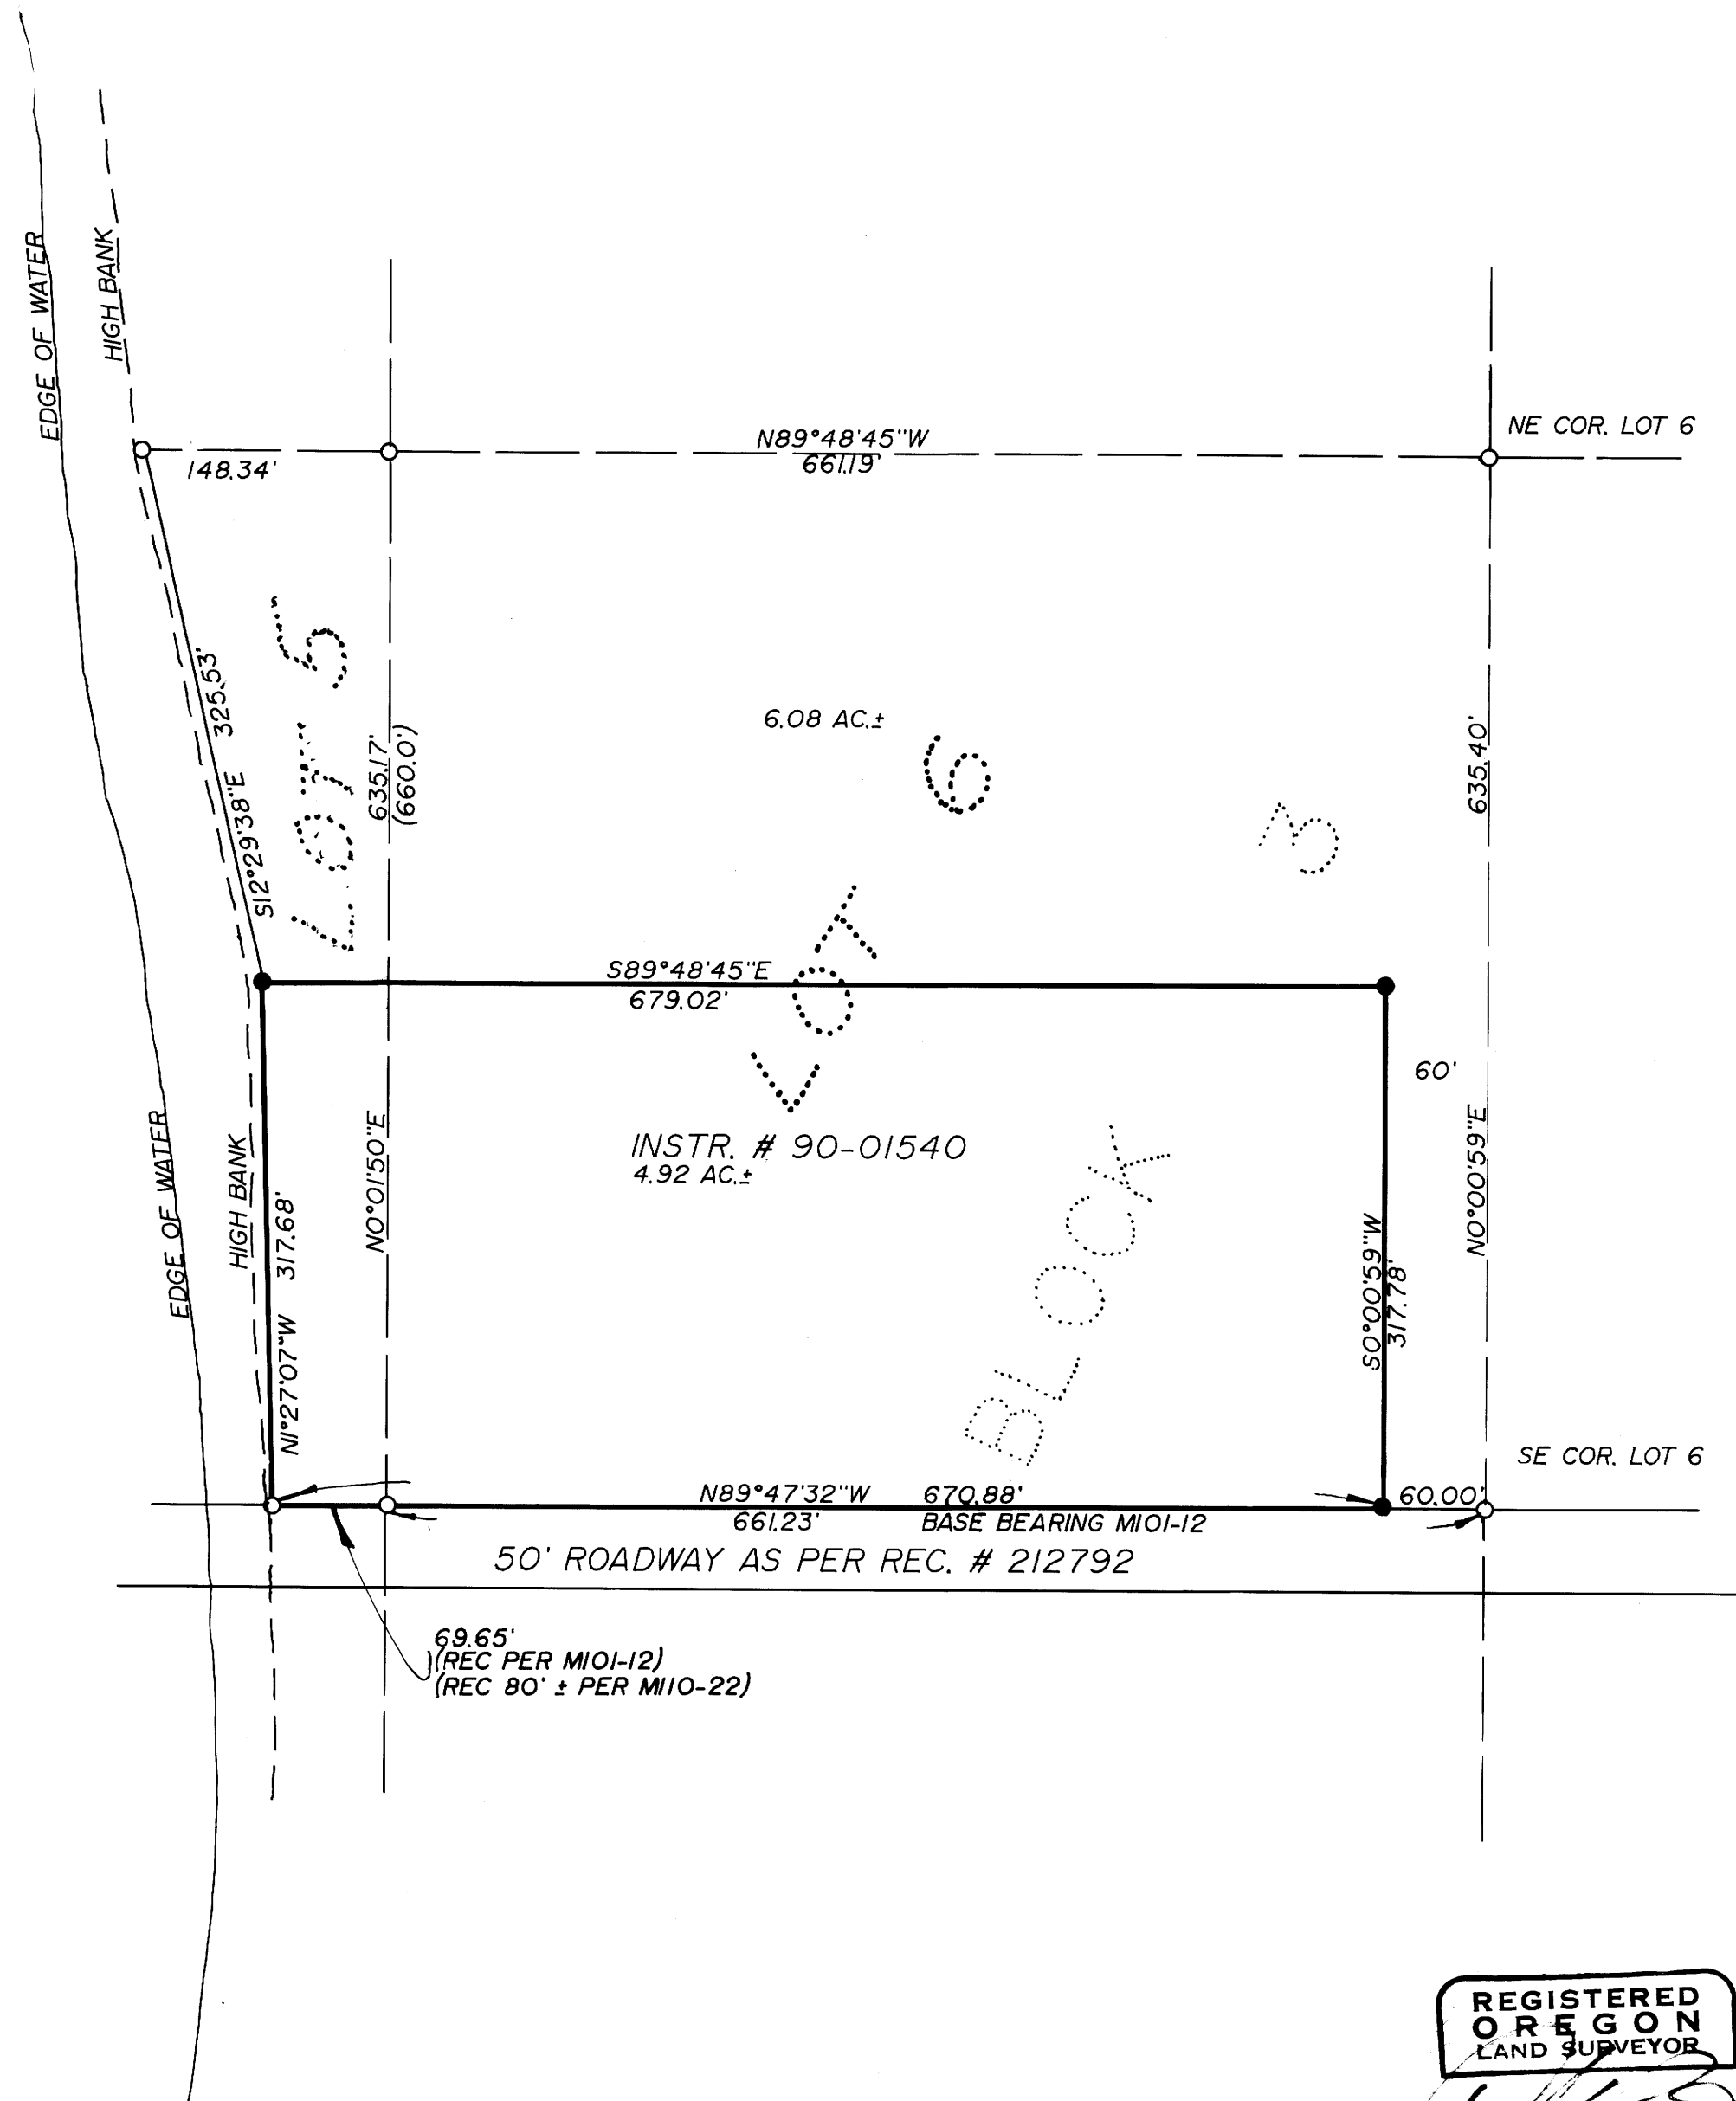 EDGE OF WATER
HIGH BANK
NE COR. LOT 6
N89°48'45"W
661.19'
148.34'
S12°29'38"E 325.53'
LOT 5
635.17'
(660.0')
6.08 AC.±
LOT 6
BLOCK 3
635.40'
S89°48'45"E
679.02'
60'
INSTR. # 90-01540
4.92 AC.±
EDGE OF WATER
HIGH BANK
N1°27'07"W 317.68'
N0°01'50"E
S0°00'59"W
317.78'
N0°00'59"E
SE COR. LOT 6
N89°47'32"W 670.88'
60.00'
661.23' BASE BEARING M101-12
50' ROADWAY AS PER REC. # 212792
69.65'
(REC PER M101-12)
(REC 80' ± PER M110-22)
REGISTERED
OREGON
LAND SURVEYOR